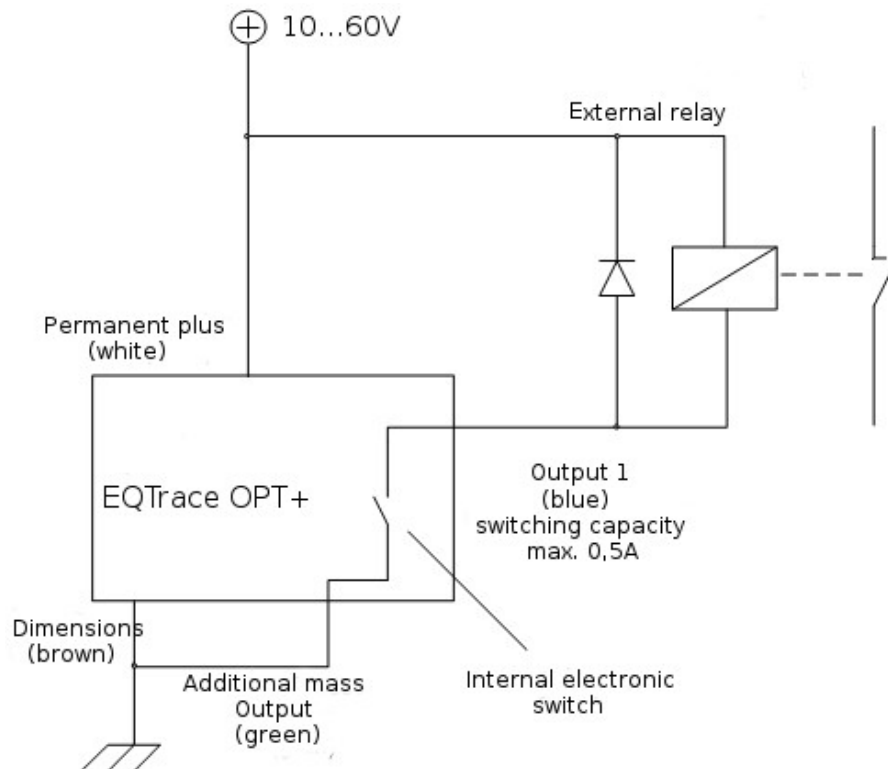 10...60V
External relay
Permanent plus
(white)
EQTrace OPT+
Output 1
(blue)
switching capacity
max. 0,5A
Dimensions
(brown)
Additional mass
Output
(green)
Internal electronic
switch